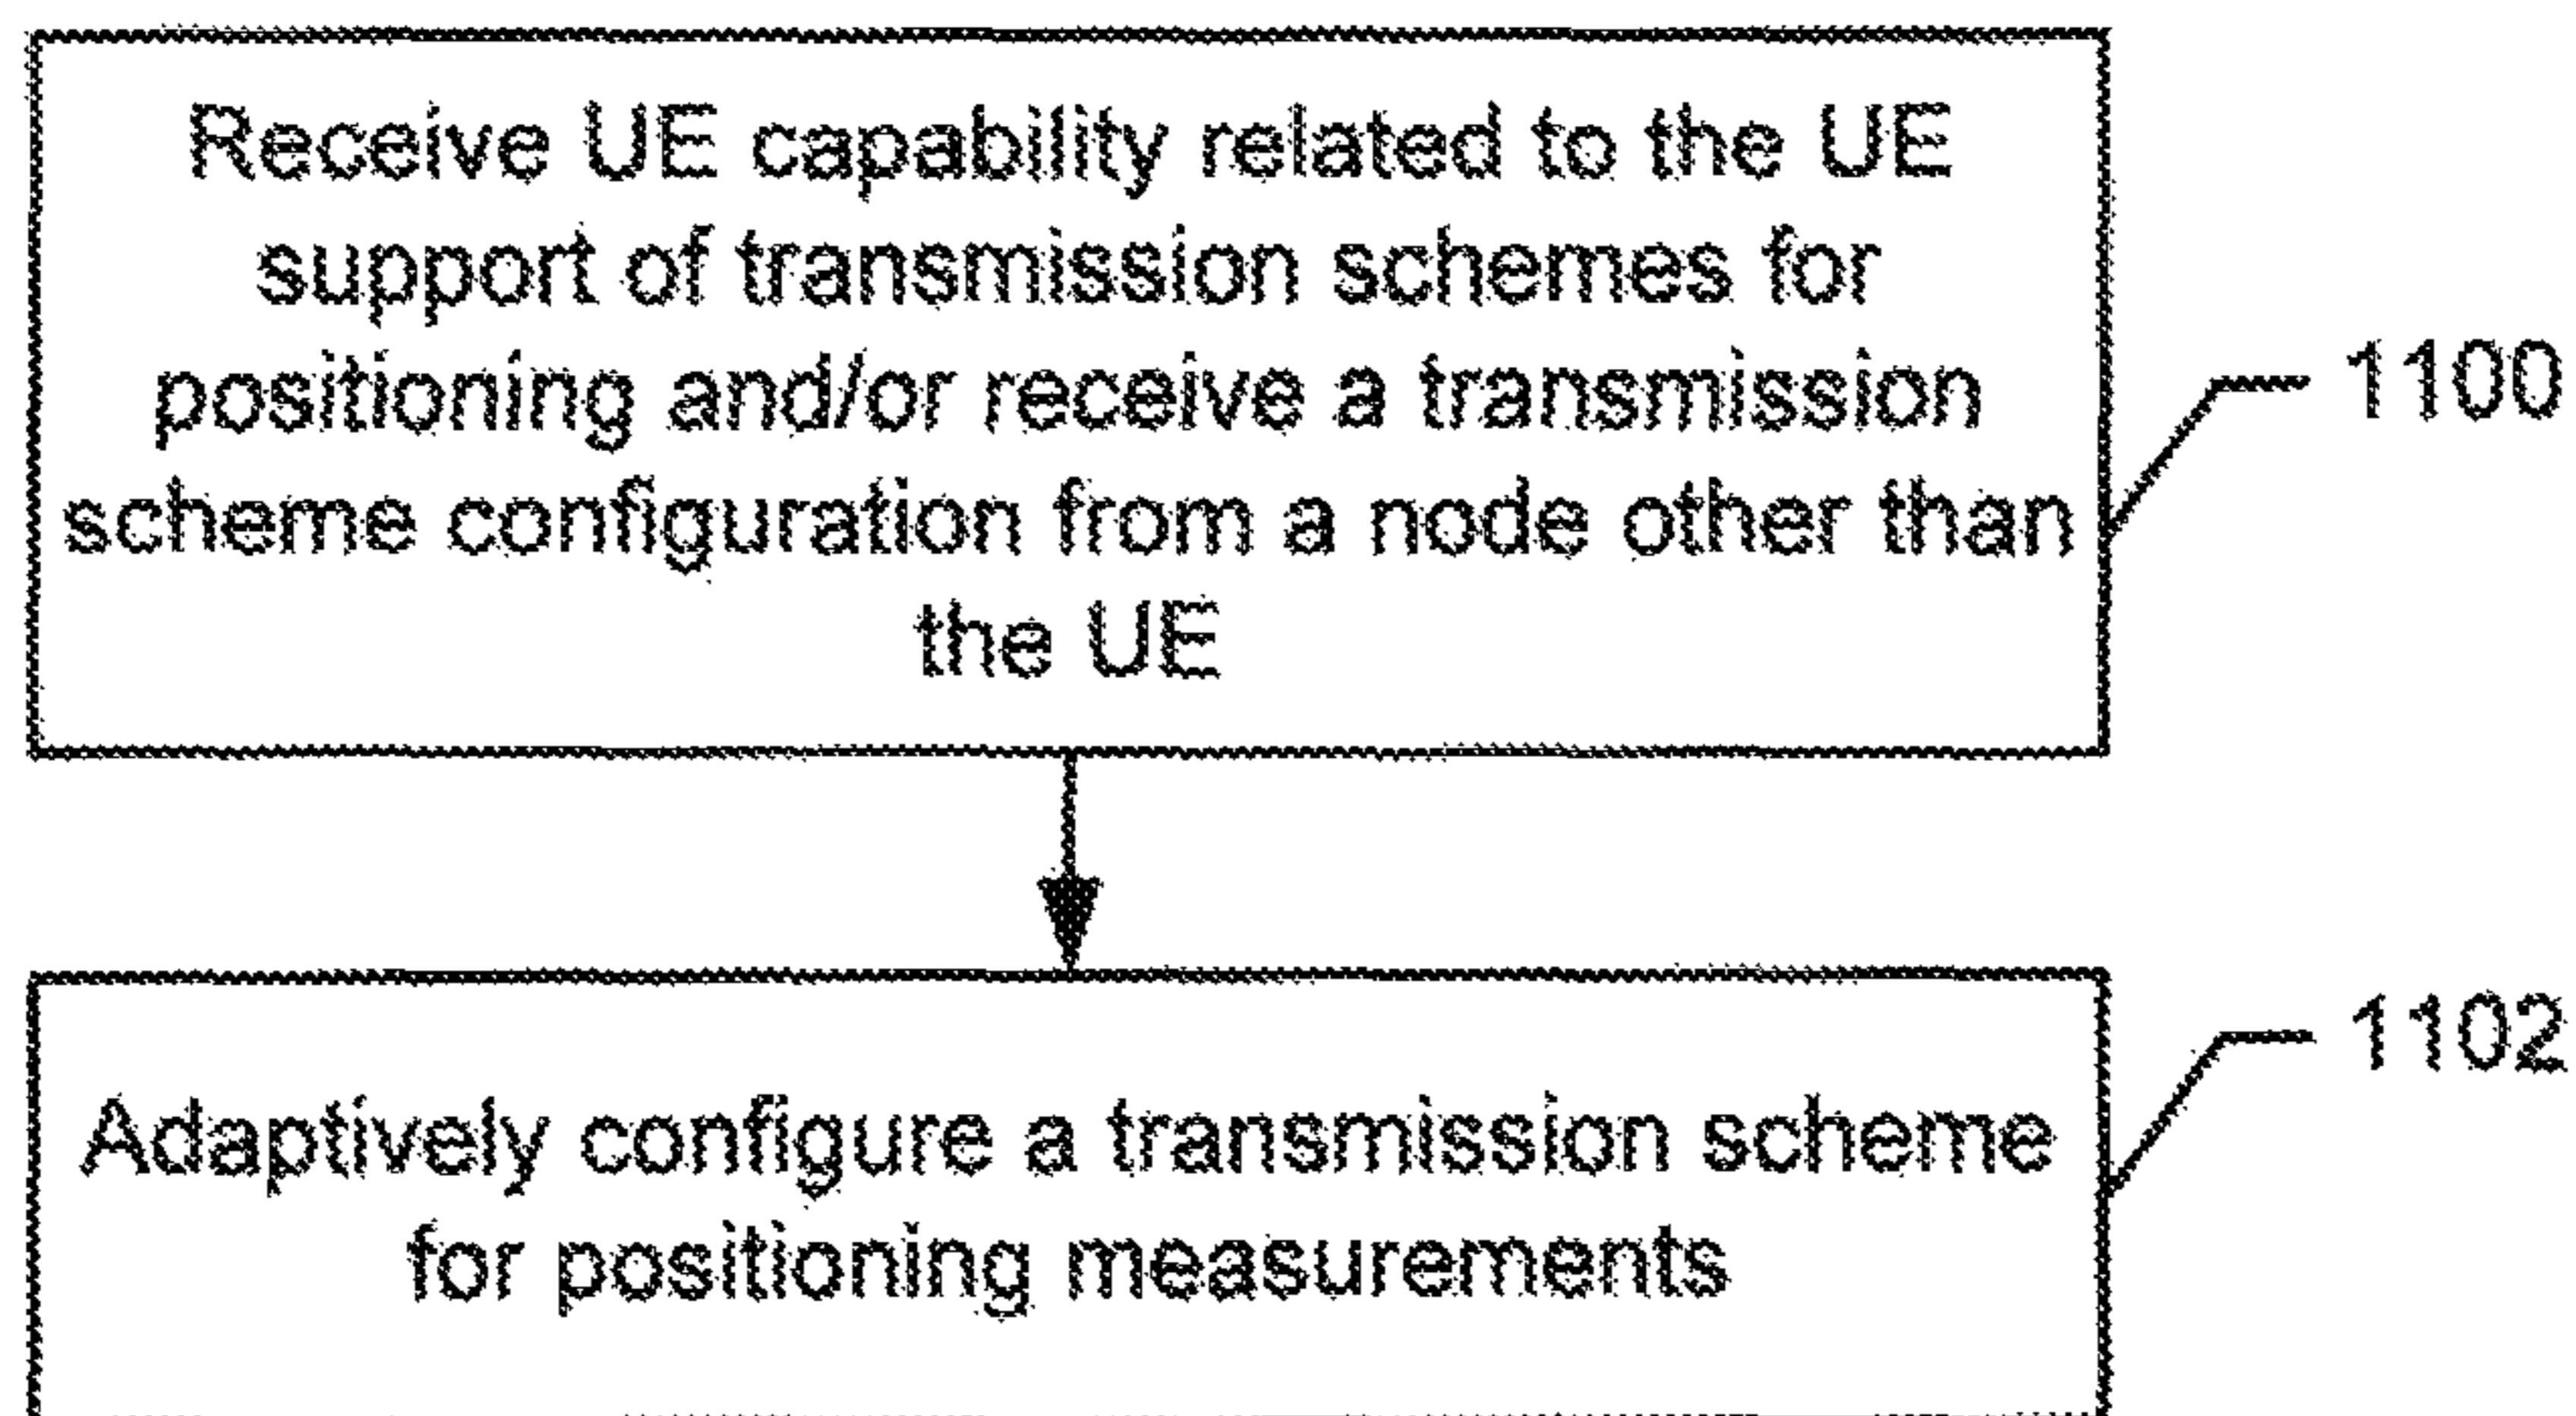 Receive UE capability related to the UE
support of transmission schemes for
positioning and/or receive a transmission
scheme configuration from a node other than
the UE
1100
Adaptively configure a transmission scheme
for positioning measurements
1102